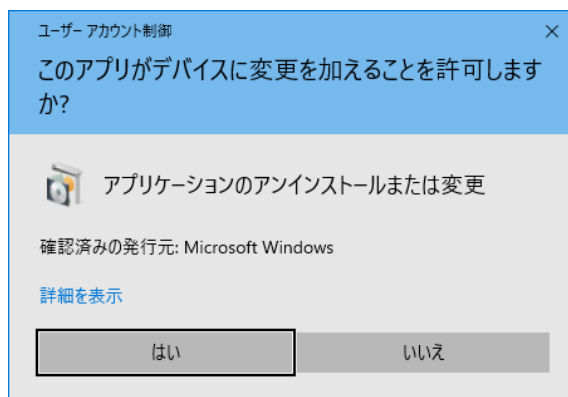 ユーザー アカウント制御
このアプリがデバイスに変更を加えることを許可します
か?
アプリケーションのアンインストールまたは変更
確認済みの発行元: Microsoft Windows
詳細を表示
はい
いいえ